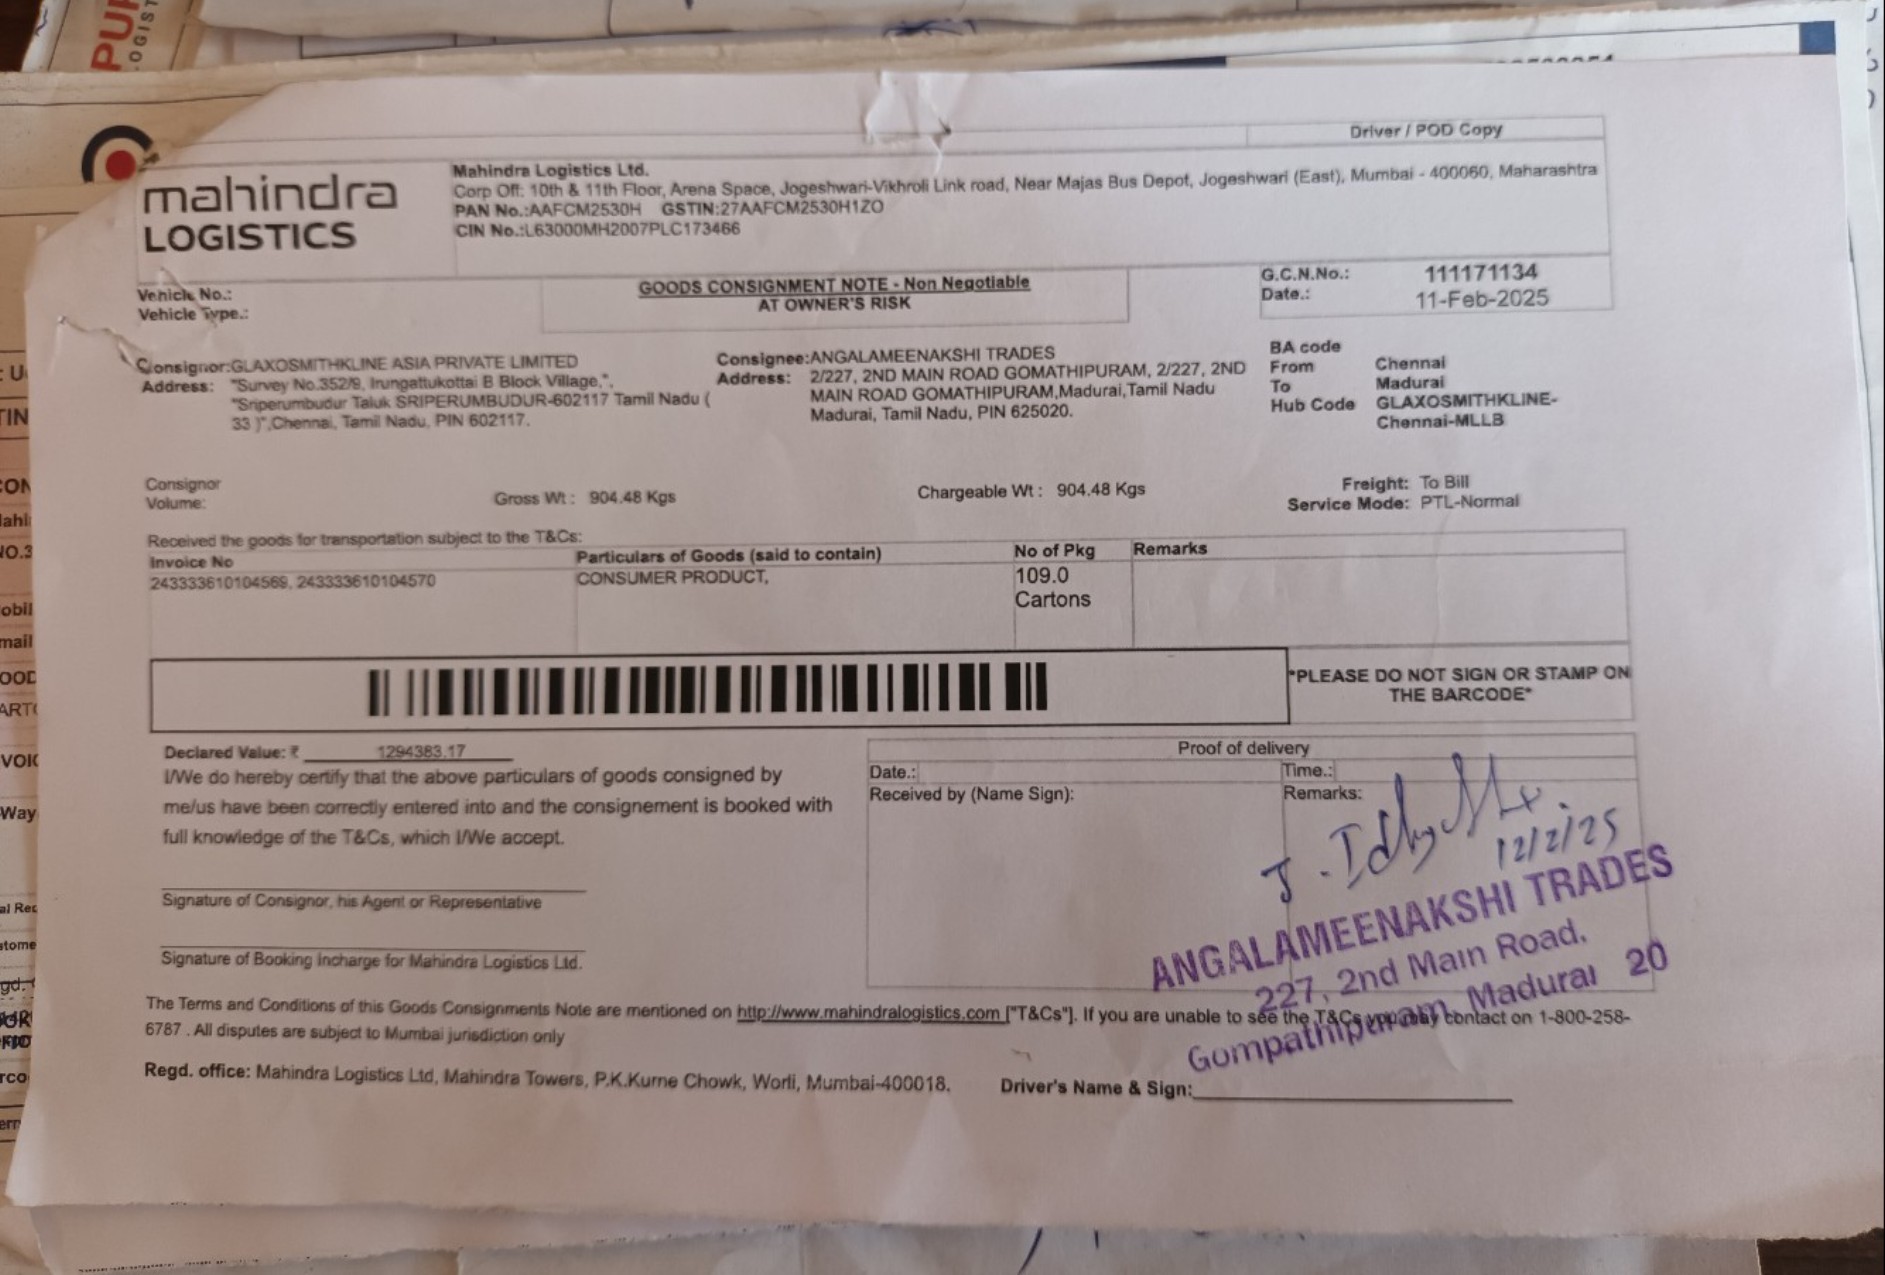 Driver / POD Copy
mahindra
LOGISTICS
Mahindra Logistics Ltd.
Corp Off: 10th & 11th Floor, Arena Space, Jogeshwari-Vikhroli Link road, Near Majas Bus Depot, Jogeshwari (East), Mumbai - 400060, Maharashtra
PAN No.:AAFCM2530H GSTIN:27AAFCM2530H1ZO
CIN No.:L63000MH2007PLC173466
Vehicle No.:
Vehicle Type.:
GOODS CONSIGNMENT NOTE - Non Negotiable
AT OWNER'S RISK
G.C.N.No.: 111171134
Date.: 11-Feb-2025
Consignor:GLAXOSMITHKLINE ASIA PRIVATE LIMITED
Address: "Survey No.352/9, Irungattukottai B Block Village,",
"Sriperumbudur Taluk SRIPERUMBUDUR-602117 Tamil Nadu (
33 )",Chennai, Tamil Nadu, PIN 602117.
Consignee:ANGALAMEENAKSHI TRADES
Address: 2/227, 2ND MAIN ROAD GOMATHIPURAM, 2/227, 2ND
MAIN ROAD GOMATHIPURAM,Madurai,Tamil Nadu
Madurai, Tamil Nadu, PIN 625020.
BA code
From Chennai
To Madurai
Hub Code GLAXOSMITHKLINE-
Chennai-MLLB
Consignor
Volume:
Gross Wt : 904.48 Kgs
Chargeable Wt : 904.48 Kgs
Freight: To Bill
Service Mode: PTL-Normal
Received the goods for transportation subject to the T&Cs:
Invoice No Particulars of Goods (said to contain) No of Pkg Remarks
243333610104569, 243333610104570 CONSUMER PRODUCT, 109.0
Cartons
*PLEASE DO NOT SIGN OR STAMP ON
THE BARCODE*
Declared Value: ₹ 1294383.17
I/We do hereby certify that the above particulars of goods consigned by
me/us have been correctly entered into and the consignement is booked with
full knowledge of the T&Cs, which I/We accept.
Signature of Consignor, his Agent or Representative
Signature of Booking Incharge for Mahindra Logistics Ltd.
Proof of delivery
Date.: Time.:
Received by (Name Sign): Remarks:
12/2/25
ANGALAMEENAKSHI TRADES
227, 2nd Main Road,
Gompathipuram, Madurai 20
The Terms and Conditions of this Goods Consignments Note are mentioned on http://www.mahindralogistics.com ["T&Cs"]. If you are unable to see the T&Cs you may contact on 1-800-258-
6787 . All disputes are subject to Mumbai jurisdiction only
Regd. office: Mahindra Logistics Ltd, Mahindra Towers, P.K.Kurne Chowk, Worli, Mumbai-400018.
Driver's Name & Sign: